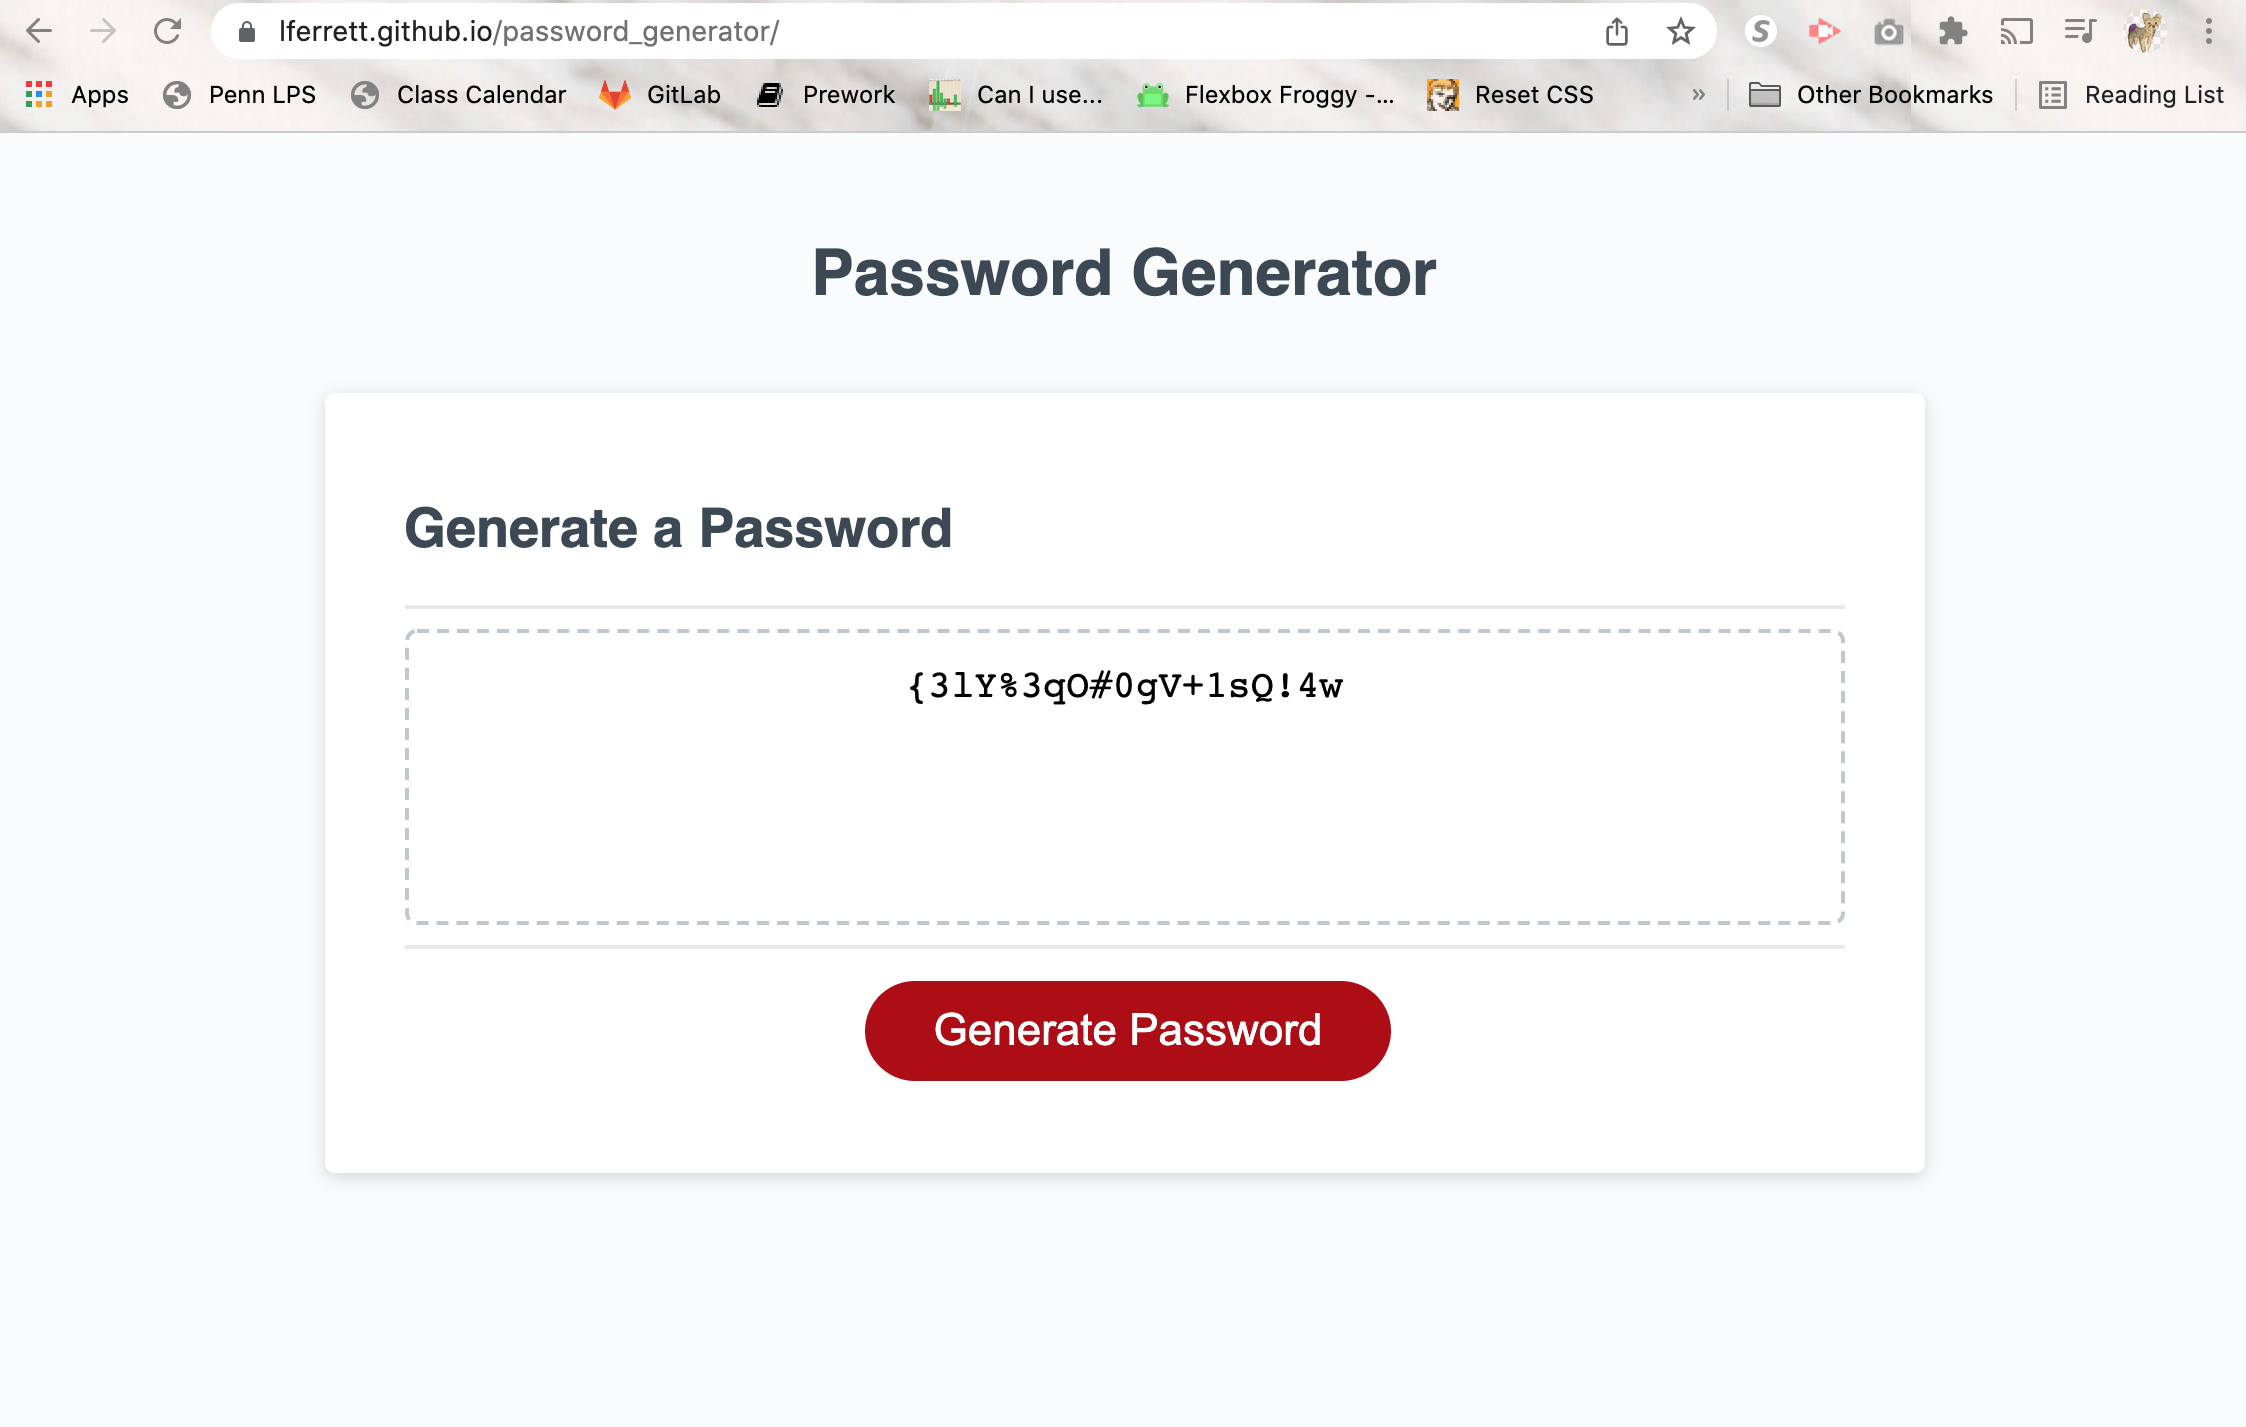 lferrett.github.io/password_generator/
Apps Penn LPS Class Calendar GitLab Prework Can I use... Flexbox Froggy -... Reset CSS » Other Bookmarks Reading List
Password Generator
Generate a Password
{3lY%3qO#0gV+1sQ!4w
Generate Password